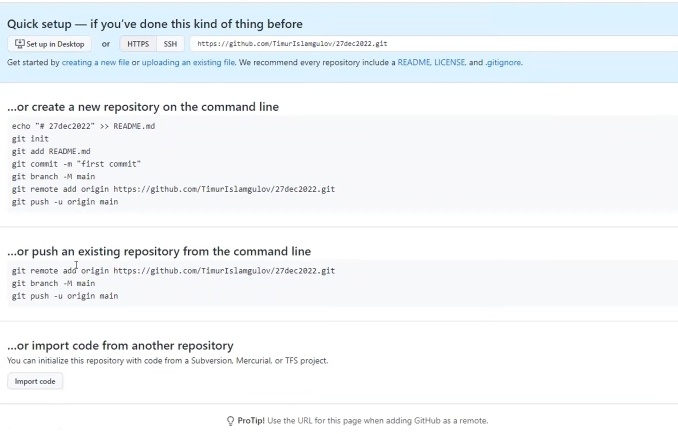 Quick setup — if you've done this kind of thing before
Set up in Desktop or HTTPS SSH https://github.com/TimurIslamgulov/27dec2022.git
Get started by creating a new file or uploading an existing file. We recommend every repository include a README, LICENSE, and .gitignore.
...or create a new repository on the command line
echo "# 27dec2022" >> README.md
git init
git add README.md
git commit -m "first commit"
git branch -M main
git remote add origin https://github.com/TimurIslamgulov/27dec2022.git
git push -u origin main
...or push an existing repository from the command line
git remote add origin https://github.com/TimurIslamgulov/27dec2022.git
git branch -M main
git push -u origin main
...or import code from another repository
You can initialize this repository with code from a Subversion, Mercurial, or TFS project.
Import code
ProTip! Use the URL for this page when adding GitHub as a remote.